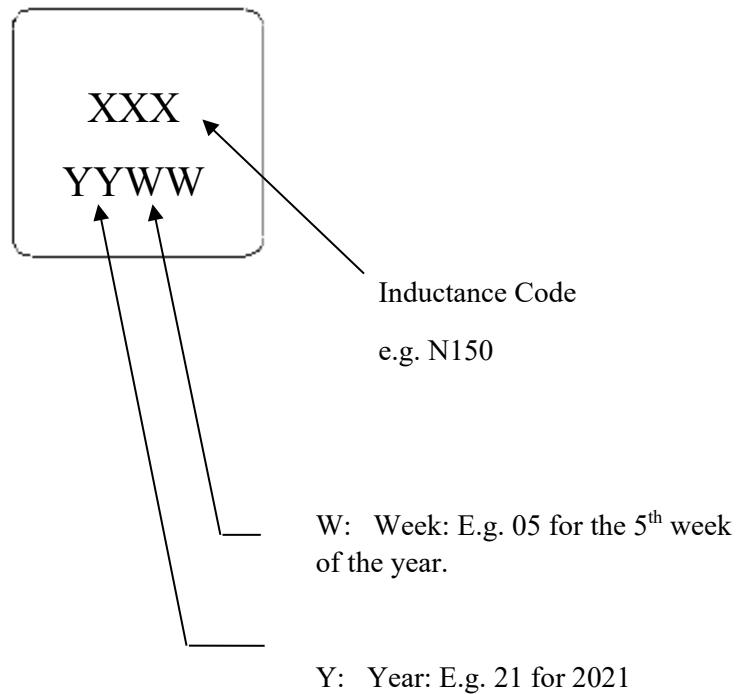 XXX
YYWW
Inductance Code
e.g. N150
W: Week: E.g. 05 for the 5th week
of the year.
Y: Year: E.g. 21 for 2021